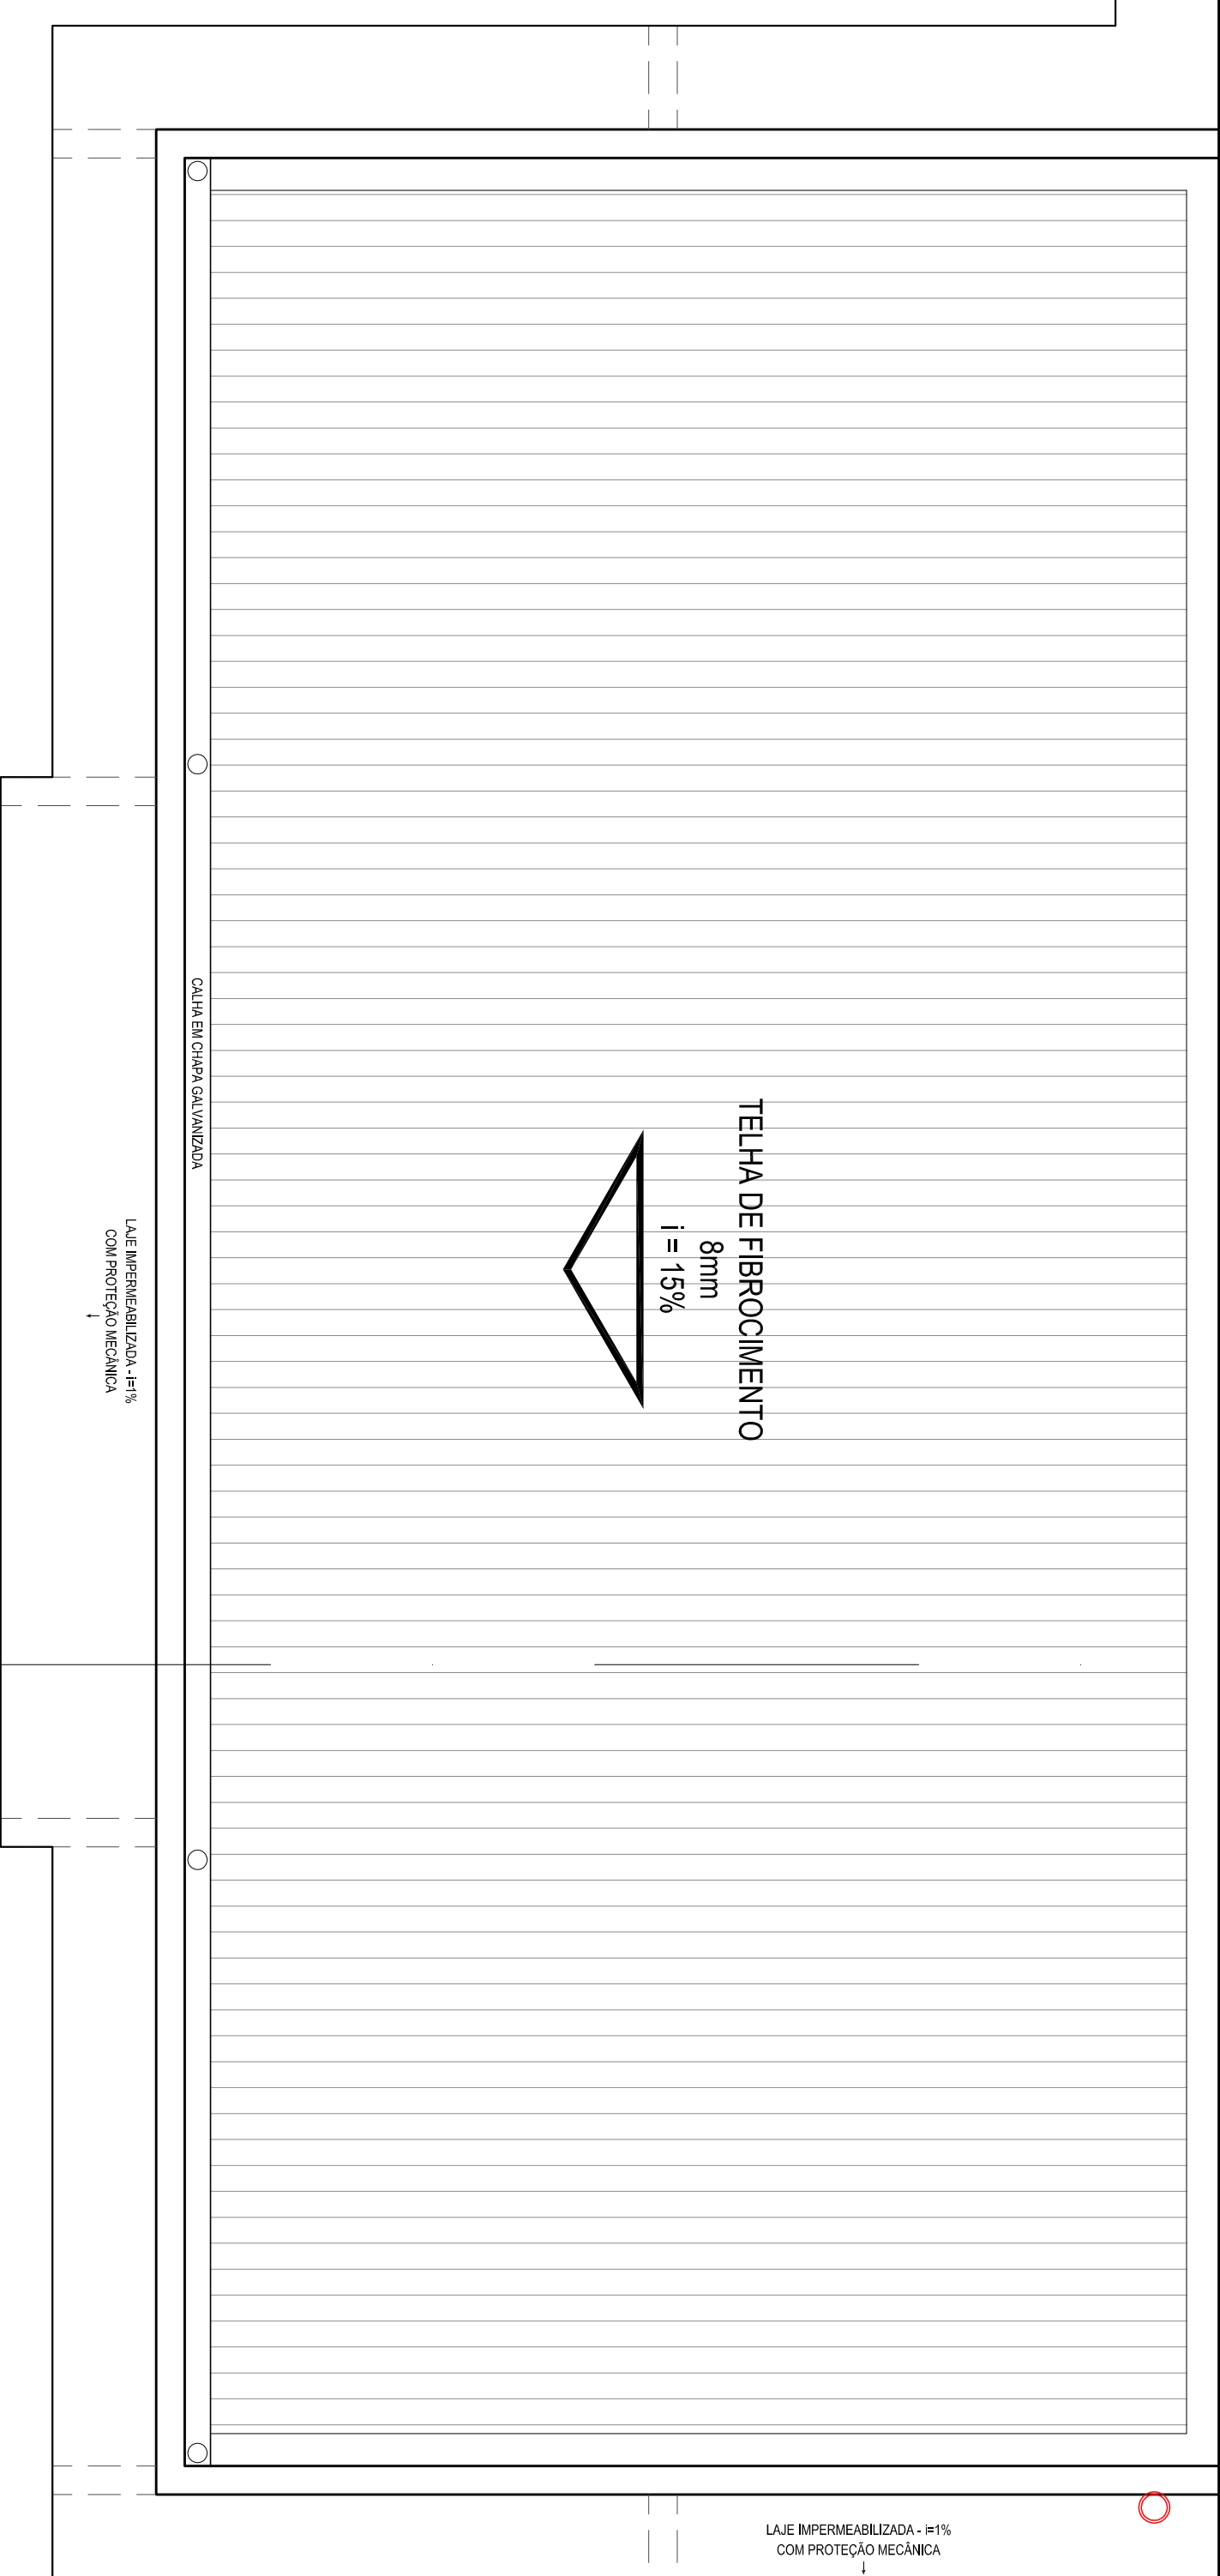 TELHA DE FIBROCIMENTO
8mm
i = 15%
CALHA EM CHAPA GALVANIZADA
LAJE IMPERMEABILIZADA - i=1%
COM PROTEÇÃO MECÂNICA
LAJE IMPERMEABILIZADA - i=1%
COM PROTEÇÃO MECÂNICA